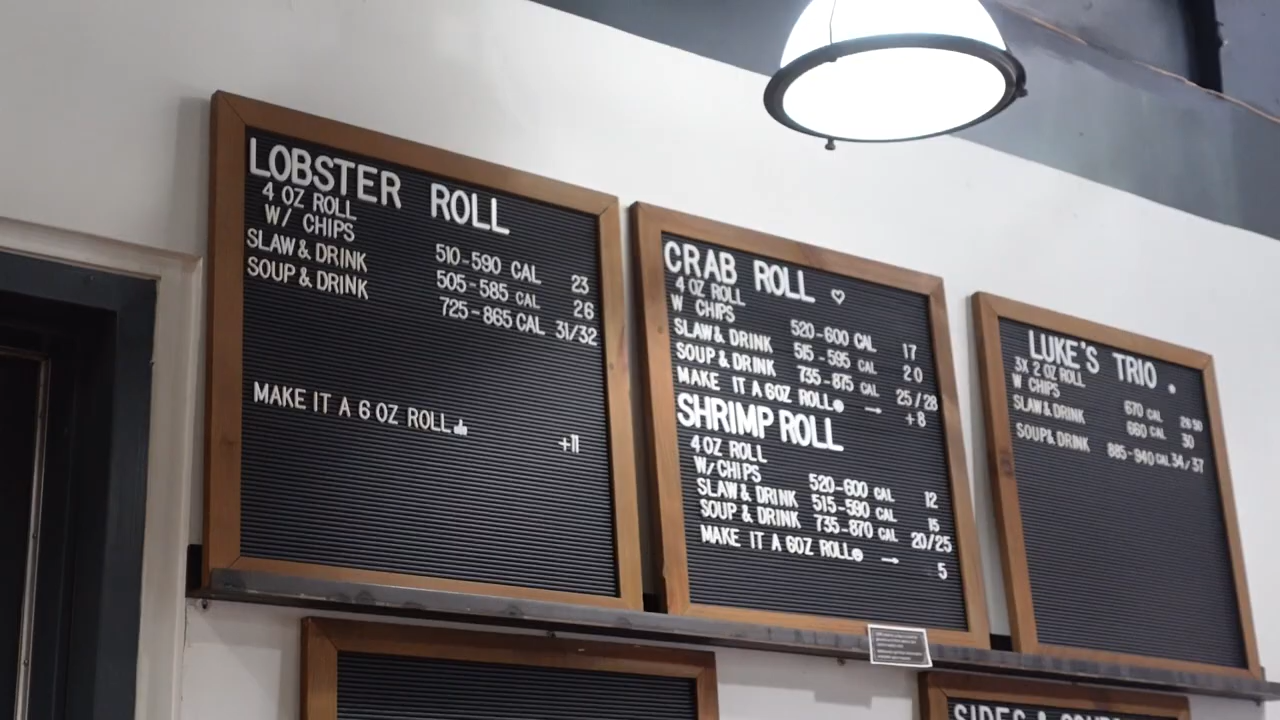 LOBSTER ROLL
4 OZ ROLL
W/ CHIPS 510-590 CAL 23
SLAW & DRINK 505-585 CAL 26
SOUP & DRINK 725-865 CAL 31/32
MAKE IT A 6 OZ ROLL +11
CRAB ROLL ♡
4 OZ ROLL
W CHIPS 520-600 CAL 17
SLAW & DRINK 515-595 CAL 20
SOUP & DRINK 735-875 CAL 25/28
MAKE IT A 6OZ ROLL → +8
SHRIMP ROLL
4 OZ ROLL
W/CHIPS 520-600 CAL 12
SLAW & DRINK 515-590 CAL 15
SOUP & DRINK 735-870 CAL 20/25
MAKE IT A 6OZ ROLL → 5
LUKE'S TRIO
3X 2 OZ ROLL
W CHIPS 670 CAL
SLAW & DRINK 660 CAL 30
SOUP & DRINK 885-940 CAL 34/37
SIDES &